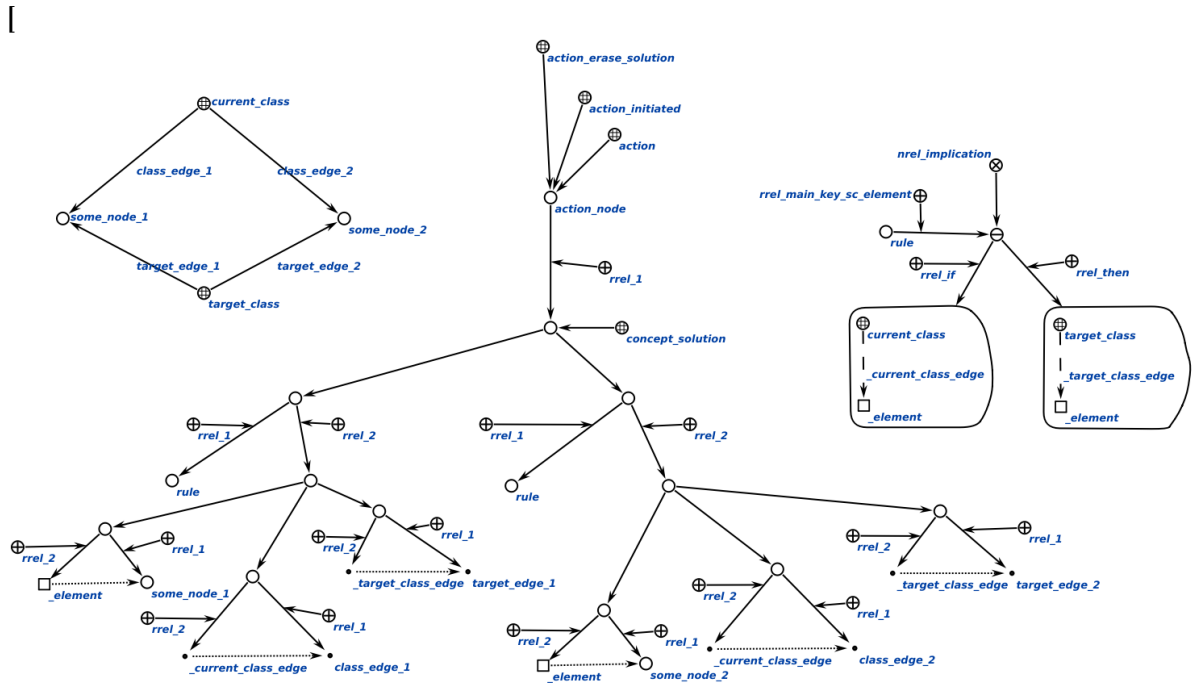 [
action_erase_solution
current_class
action_initiated
action
nrel_implication
class_edge_1
class_edge_2
rrel_main_key_sc_element
some_node_1
action_node
some_node_2
rule
target_edge_1
target_edge_2
rrel_1
rrel_if
rrel_then
target_class
concept_solution
current_class
target_class
_current_class_edge
_target_class_edge
_element
_element
rrel_1
rrel_2
rrel_1
rrel_2
rule
rule
rrel_2
rrel_1
rrel_2
rrel_1
rrel_2
rrel_1
_element
some_node_1
_target_class_edge
target_edge_1
_target_class_edge
target_edge_2
rrel_2
rrel_1
rrel_2
rrel_1
rrel_2
rrel_1
_current_class_edge
class_edge_1
_current_class_edge
class_edge_2
_element
some_node_2